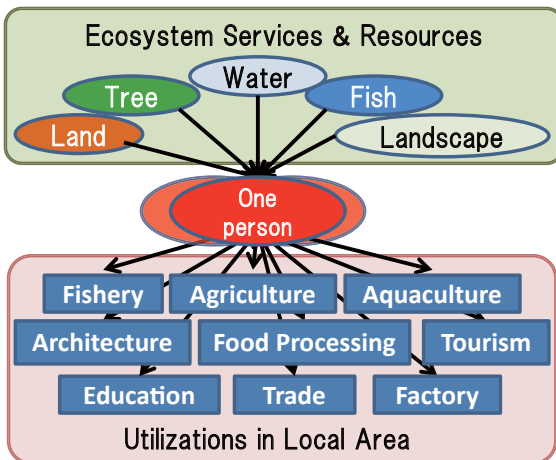 Ecosystem Services & Resources
Water
Tree
Fish
Land
Landscape
One
person
Fishery
Agriculture
Aquaculture
Architecture
Food Processing
Tourism
Education
Trade
Factory
Utilizations in Local Area